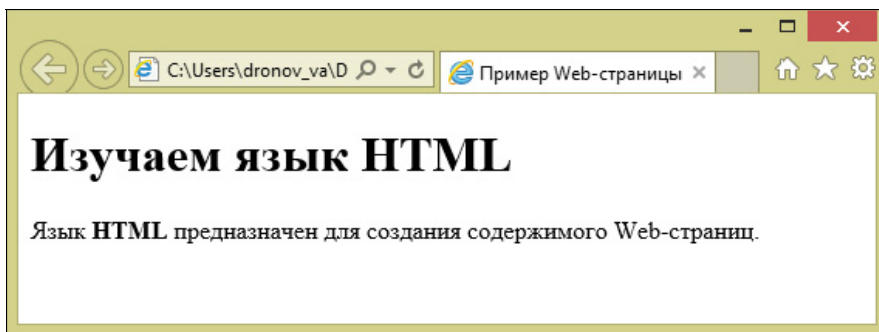 C:\Users\dronov_va\D
Пример Web-страницы
Изучаем язык HTML
Язык HTML предназначен для создания содержимого Web-страниц.